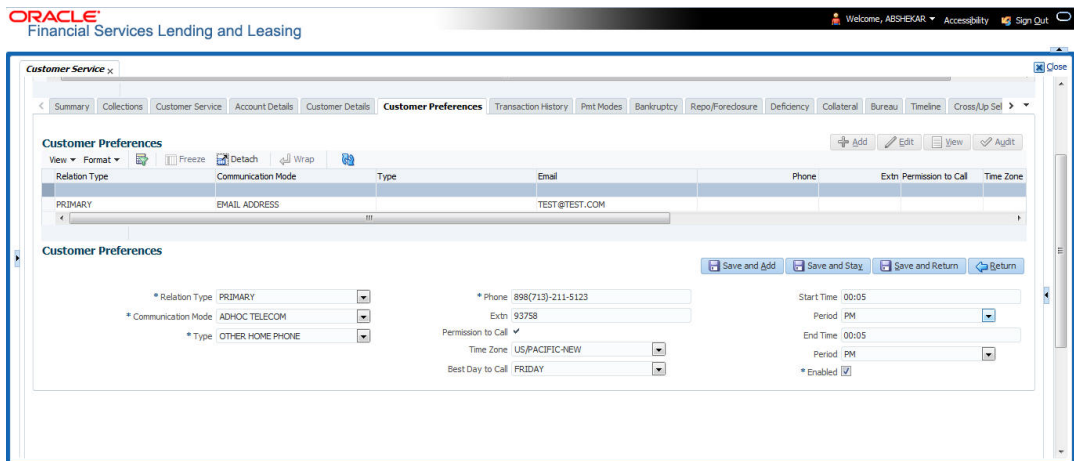 ORACLE®
Financial Services Lending and Leasing
Welcome, ABSHEKAR Accessibility Sign Out
Customer Service x Close
Summary Collections Customer Service Account Details Customer Details Customer Preferences Transaction History Pmt Modes Bankruptcy Repo/Foreclosure Deficiency Collateral Bureau Timeline Cross/Up Sel
Customer Preferences Add Edit View Audit
View Format Freeze Detach Wrap
Relation Type Communication Mode Type Email Phone Extn Permission to Call Time Zone
PRIMARY EMAIL ADDRESS TEST@TEST.COM
Customer Preferences
Save and Add Save and Stay Save and Return Return
* Relation Type PRIMARY * Phone 898(713)-211-5123 Start Time 00:05
* Communication Mode ADHOC TELECOM Extn 93758 Period PM
* Type OTHER HOME PHONE Permission to Call End Time 00:05
Time Zone US/PACIFIC-NEW Period PM
Best Day to Call FRIDAY * Enabled